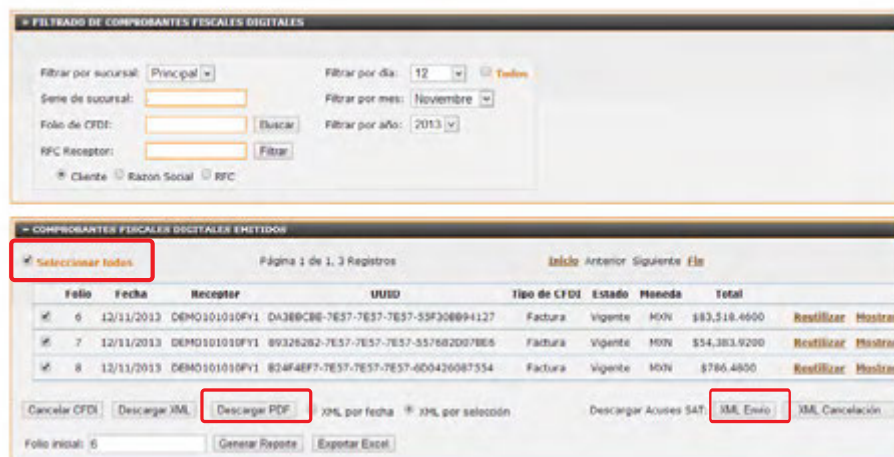 » FILTRADO DE COMPROBANTES FISCALES DIGITALES
Filtrar por sucursal: Principal
Filtrar por día: 12 Todos
Serie de sucursal:
Filtrar por mes: Noviembre
Folio de CFDI: Buscar
Filtrar por año: 2013
RFC Receptor: Filtrar
Cliente Razon Social RFC
COMPROBANTES FISCALES DIGITALES EMITIDOS
Seleccionar todos
Página 1 de 1, 3 Registros
Inicio Anterior Siguiente Fin
Folio Fecha Receptor UUID Tipo de CFDI Estado Moneda Total
6 12/11/2013 DEMO101010FY1 Factura Vigente MXN $83,518.4600 Reutilizar Mostrar
7 12/11/2013 DEMO101010FY1 Factura Vigente MXN $54,383.9200 Reutilizar Mostrar
8 12/11/2013 DEMO101010FY1 Factura Vigente MXN $786.4800 Reutilizar Mostrar
Cancelar CFDI Descargar XML Descargar PDF XML por fecha XML por selección Descargar Acuses SAT: XML Envío XML Cancelación
Folio inicial: 6 Generar Reporte Exportar Excel